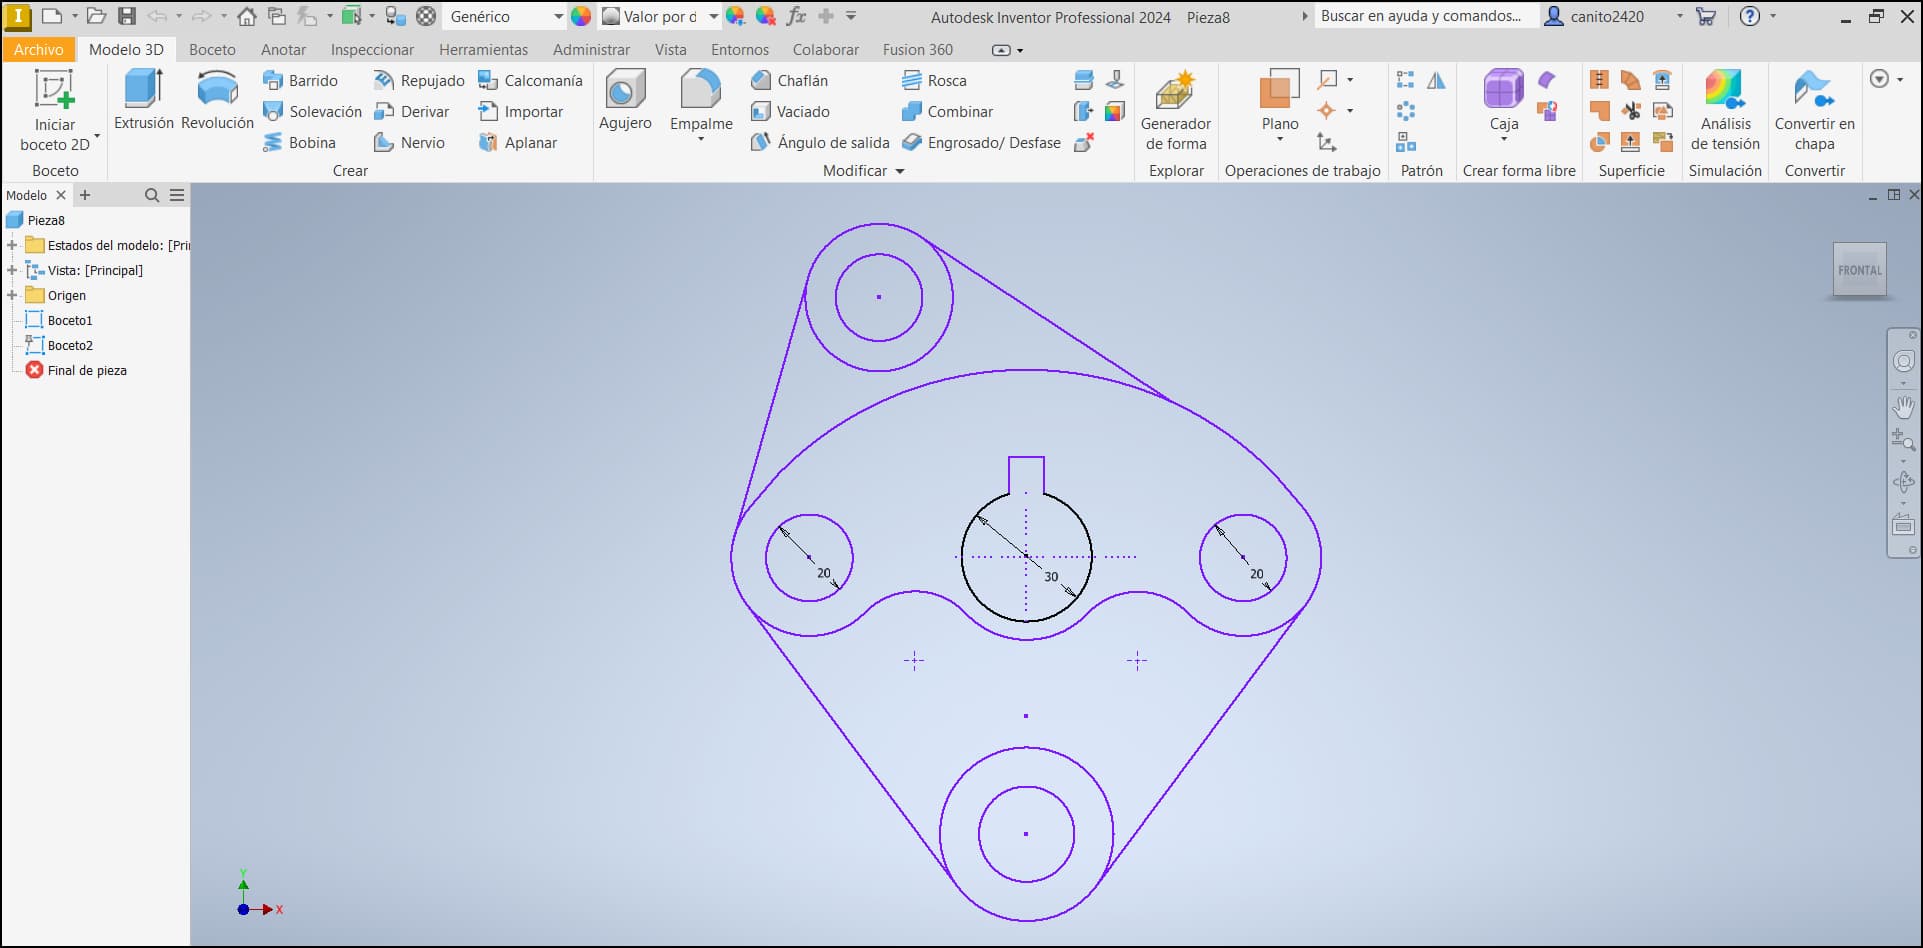 I Genérico Valor por d fx Autodesk Inventor Professional 2024 Pieza8 Buscar en ayuda y comandos... canito2420 ?
Archivo Modelo 3D Boceto Anotar Inspeccionar Herramientas Administrar Vista Entornos Colaborar Fusion 360
Iniciar boceto 2D
Extrusión
Revolución
Barrido
Solevación
Bobina
Repujado
Derivar
Nervio
Calcomanía
Importar
Aplanar
Agujero
Empalme
Chaflán
Vaciado
Ángulo de salida
Rosca
Combinar
Engrosado/ Desfase
Generador de forma
Plano
Caja
Análisis de tensión
Convertir en chapa
Boceto Crear Modificar Explorar Operaciones de trabajo Patrón Crear forma libre Superficie Simulación Convertir
Modelo
Pieza8
Estados del modelo: [Pri
Vista: [Principal]
Origen
Boceto1
Boceto2
Final de pieza
FRONTAL
20
30
20
Y
X